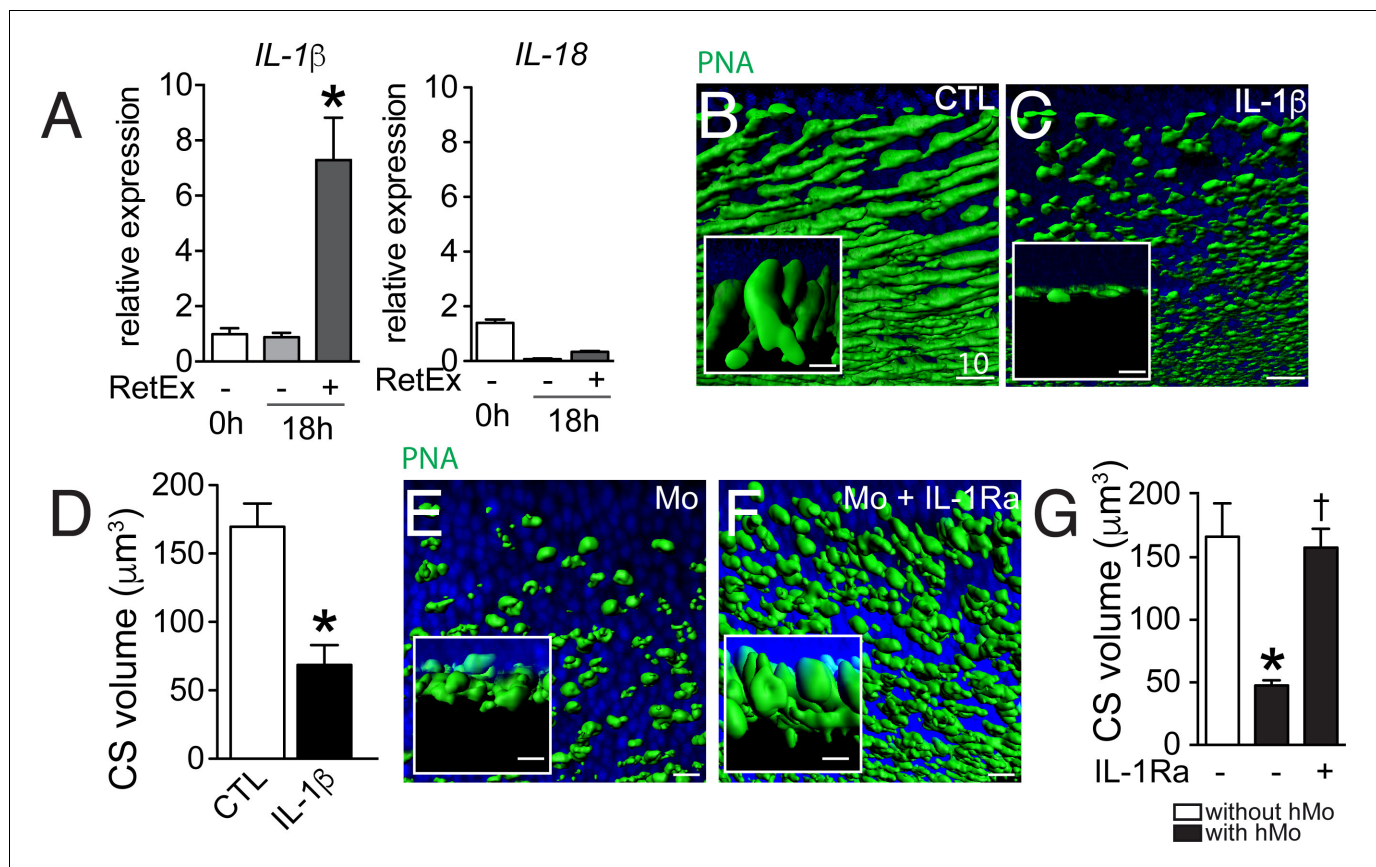 A
IL-1β
relative expression
10
8
6
4
2
0
*
RetEx
-
-
+
0h
18h
IL-18
relative expression
10
8
6
4
2
0
RetEx
-
-
+
0h
18h
PNA
B
CTL
10
C
IL-1β
D
CS volume (μm³)
200
150
100
50
0
*
CTL
IL-1β
PNA
E
Mo
F
Mo + IL-1Ra
G
CS volume (μm³)
200
150
100
50
0
*
†
IL-1Ra
-
-
+
without hMo
with hMo